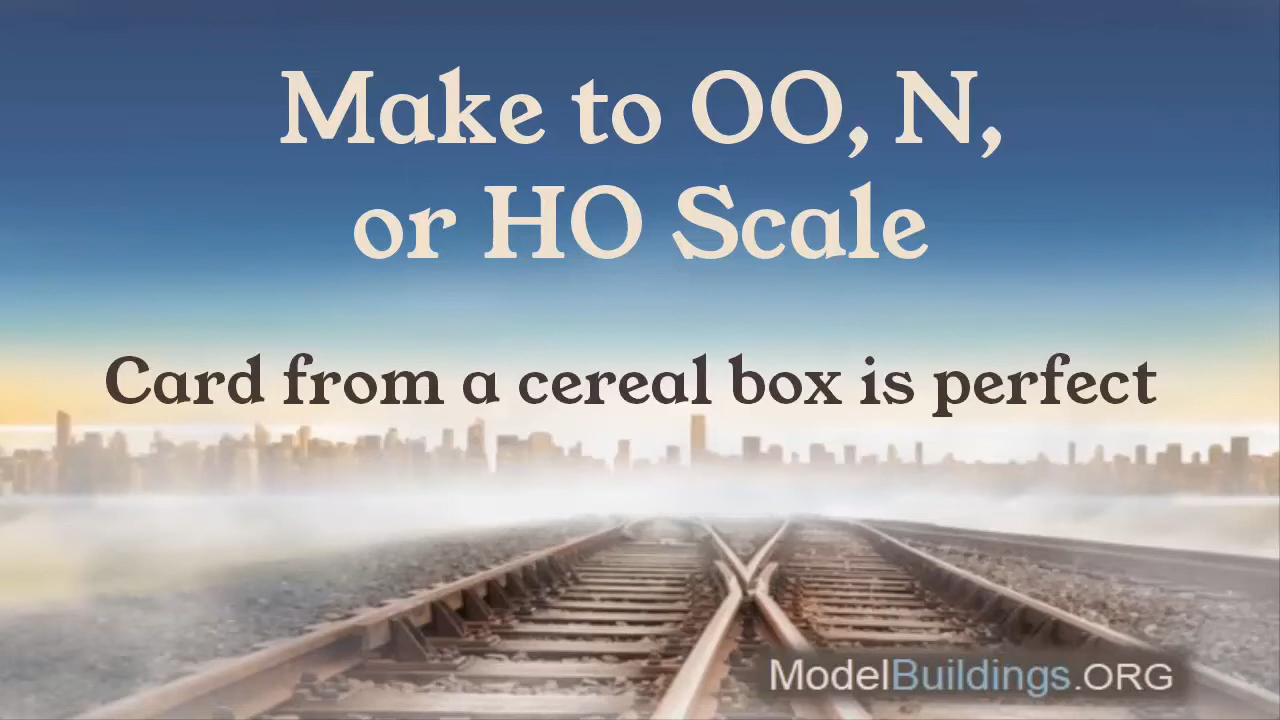 Make to OO, N,
or HO Scale
Card from a cereal box is perfect
ModelBuildings.ORG